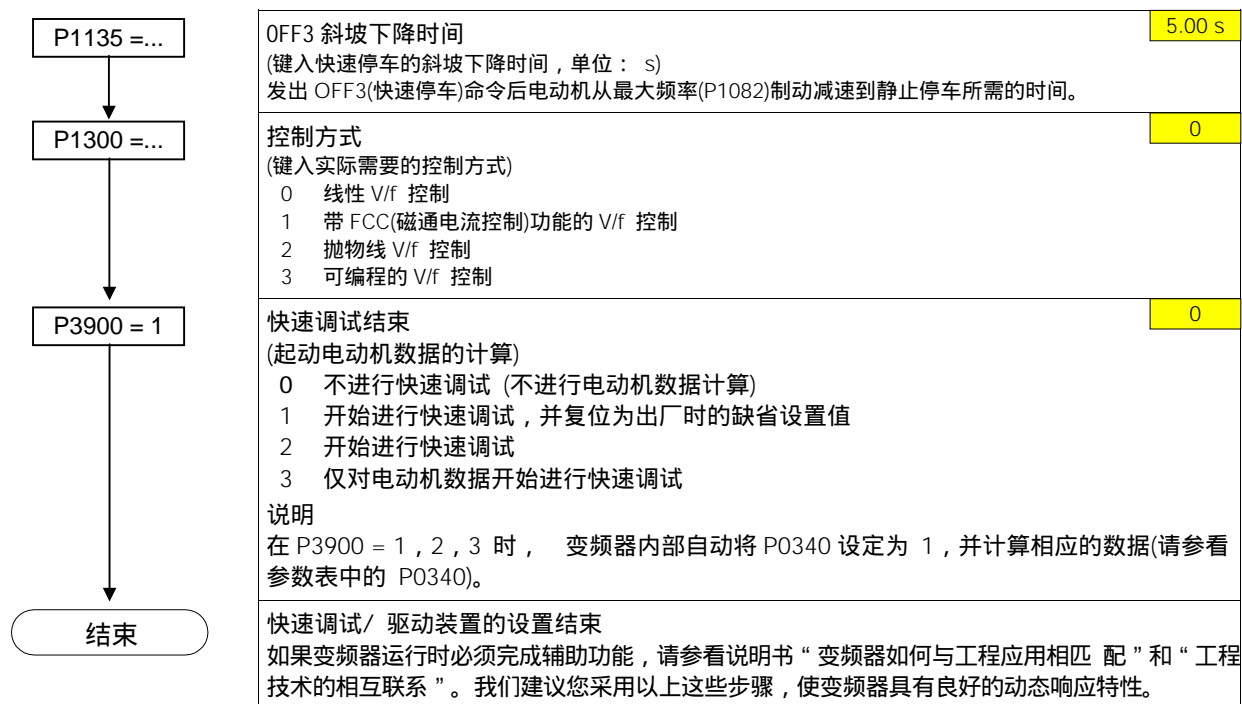 P1135 =...
0FF3 斜坡下降时间
5.00 s
(键入快速停车的斜坡下降时间，单位： s)
发出 OFF3(快速停车)命令后电动机从最大频率(P1082)制动减速到静止停车所需的时间。
P1300 =...
控制方式
0
(键入实际需要的控制方式)
0 线性 V/f 控制
1 带 FCC(磁通电流控制)功能的 V/f 控制
2 抛物线 V/f 控制
3 可编程的 V/f 控制
P3900 = 1
快速调试结束
0
(起动电动机数据的计算)
0 不进行快速调试 (不进行电动机数据计算)
1 开始进行快速调试，并复位为出厂时的缺省设置值
2 开始进行快速调试
3 仅对电动机数据开始进行快速调试
说明
在 P3900 = 1，2，3 时， 变频器内部自动将 P0340 设定为 1，并计算相应的数据(请参看
参数表中的 P0340)。
结束
快速调试/ 驱动装置的设置结束
如果变频器运行时必须完成辅助功能，请参看说明书“变频器如何与工程应用相匹 配”和“工程
技术的相互联系”。我们建议您采用以上这些步骤，使变频器具有良好的动态响应特性。